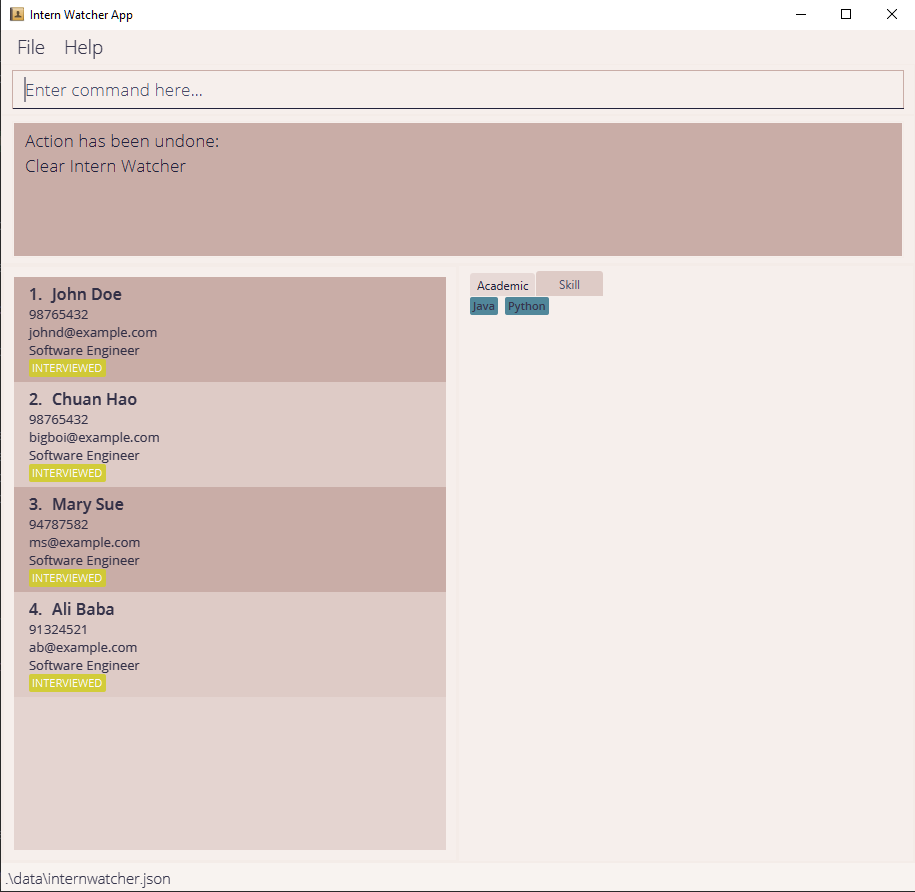 Intern Watcher App
File Help
Enter command here...
Action has been undone:
Clear Intern Watcher
1. John Doe
98765432
johnd@example.com
Software Engineer
INTERVIEWED
2. Chuan Hao
98765432
bigboi@example.com
Software Engineer
INTERVIEWED
3. Mary Sue
94787582
ms@example.com
Software Engineer
INTERVIEWED
4. Ali Baba
91324521
ab@example.com
Software Engineer
INTERVIEWED
Academic Skill
Java Python
.\data\internwatcher.json